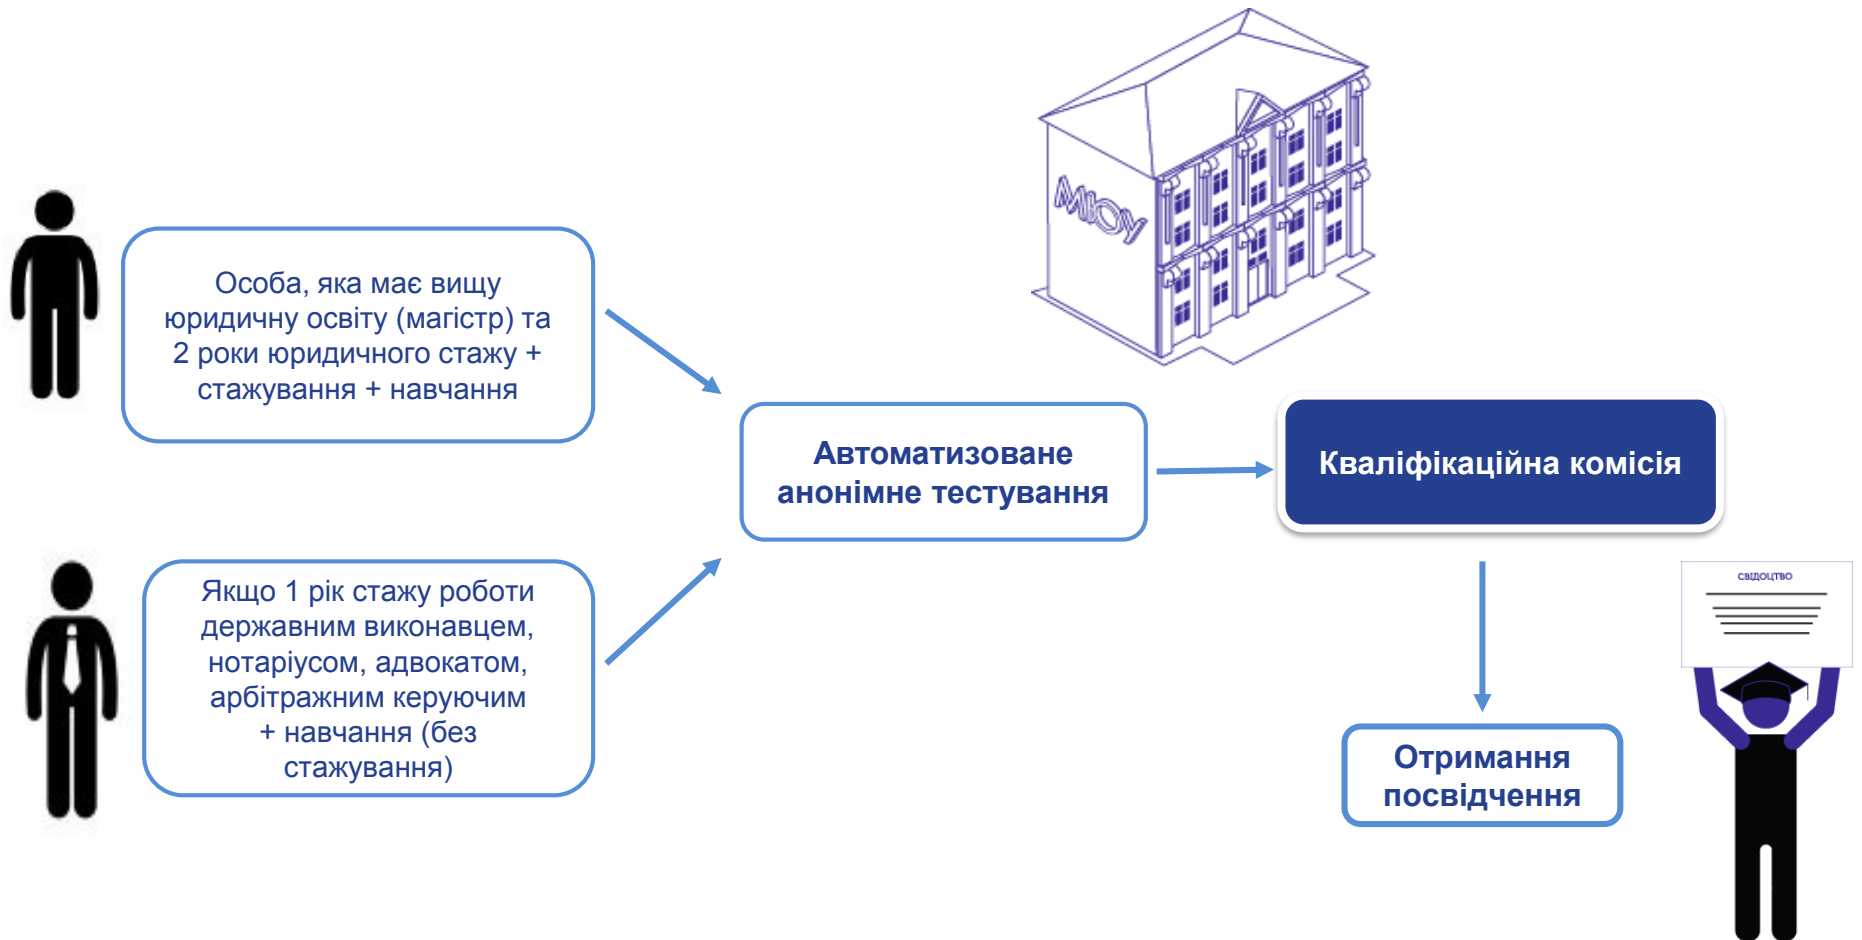 МЮУ
Особа, яка має вищу
юридичну освіту (магістр) та
2 роки юридичного стажу +
стажування + навчання
Автоматизоване
анонімне тестування
Кваліфікаційна комісія
Якщо 1 рік стажу роботи
державним виконавцем,
нотаріусом, адвокатом,
арбітражним керуючим
+ навчання (без
стажування)
СВІДОЦТВО
Отримання
посвідчення